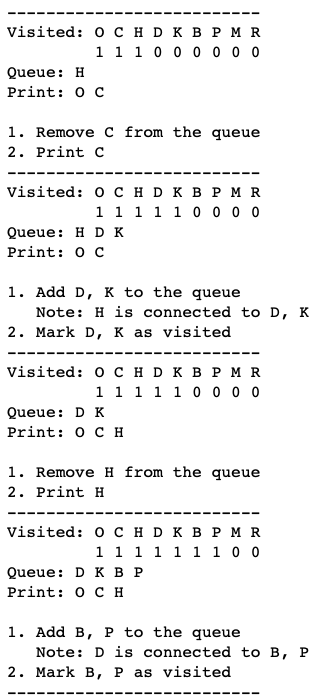 --------------------------
Visited: O C H D K B P M R
         1 1 1 0 0 0 0 0 0
Queue: H
Print: O C
1. Remove C from the queue
2. Print C
--------------------------
Visited: O C H D K B P M R
         1 1 1 1 1 0 0 0 0
Queue: H D K
Print: O C
1. Add D, K to the queue
   Note: H is connected to D, K
2. Mark D, K as visited
--------------------------
Visited: O C H D K B P M R
         1 1 1 1 1 0 0 0 0
Queue: D K
Print: O C H
1. Remove H from the queue
2. Print H
--------------------------
Visited: O C H D K B P M R
         1 1 1 1 1 1 1 0 0
Queue: D K B P
Print: O C H
1. Add B, P to the queue
   Note: D is connected to B, P
2. Mark B, P as visited
--------------------------